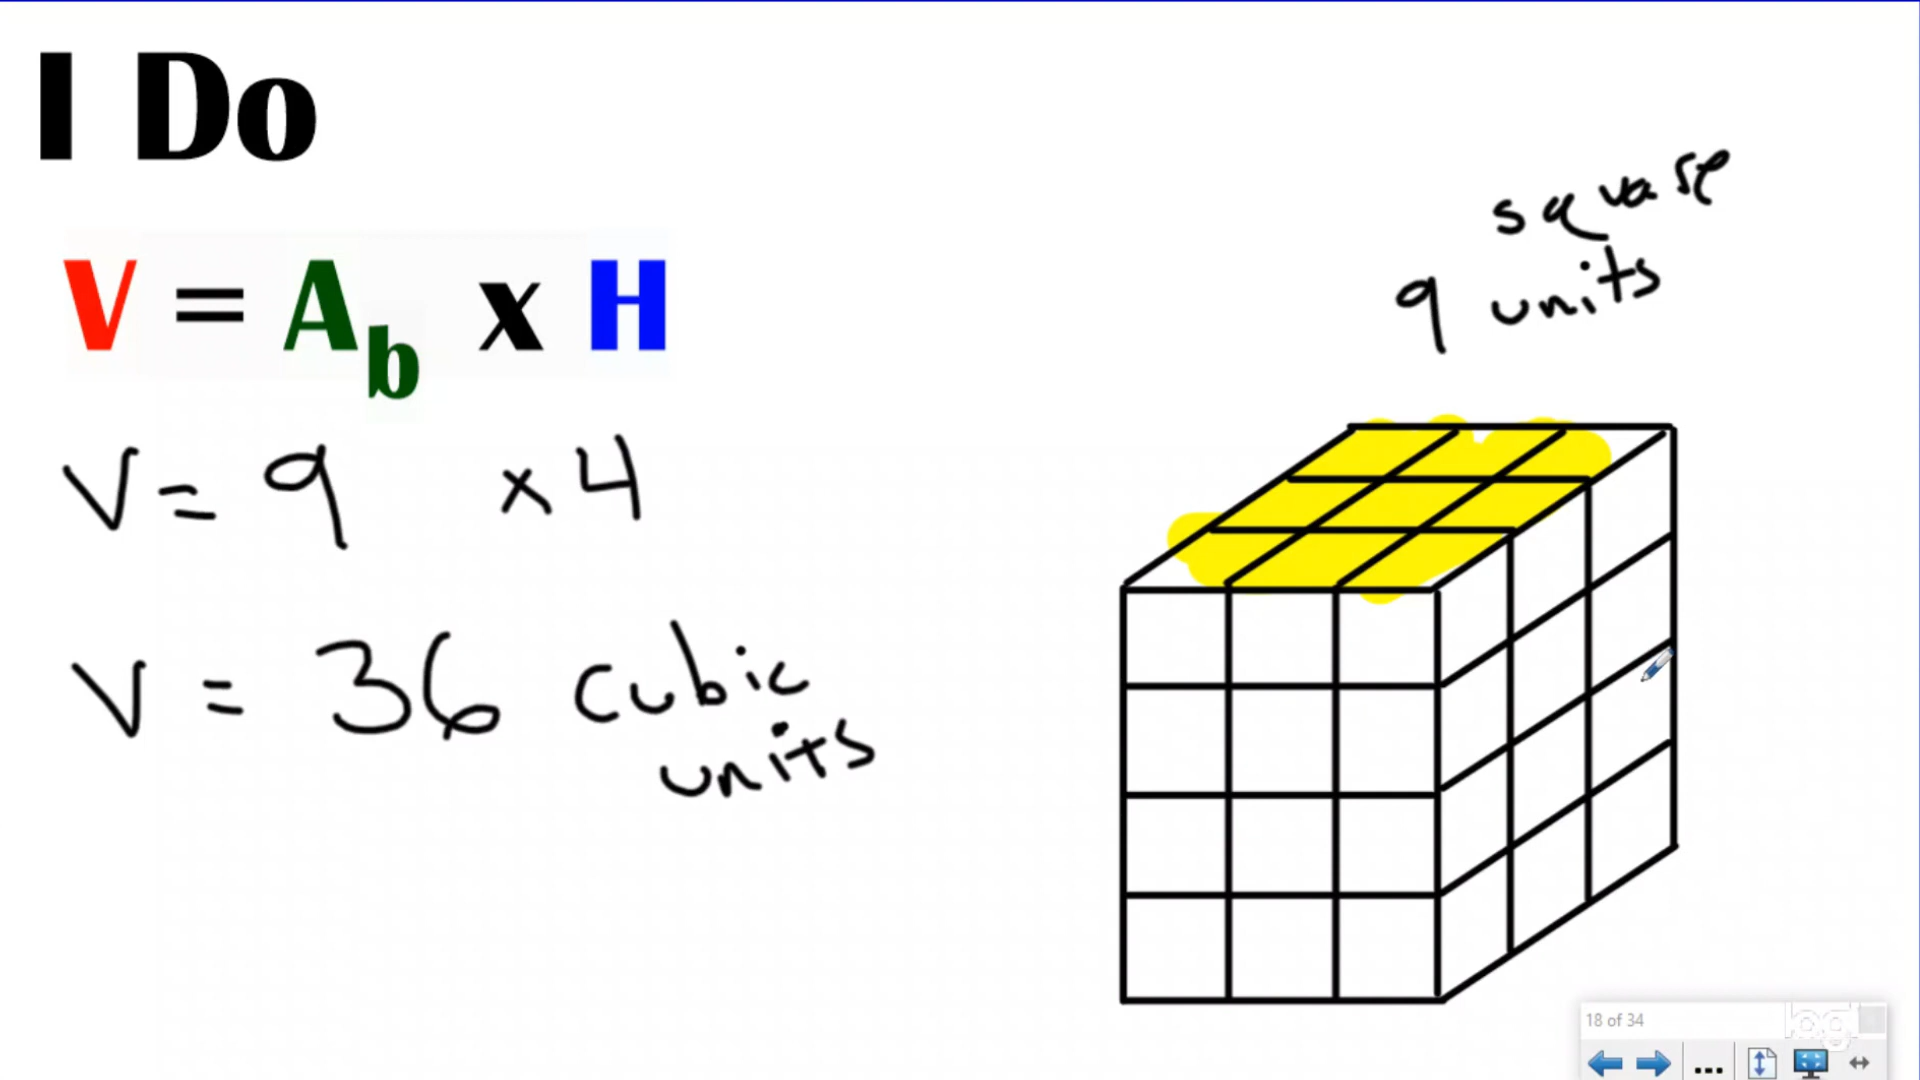 I Do
V = Ab x H
V = 9 x 4
V = 36 cubic
units
square
9 units
18 of 34
...